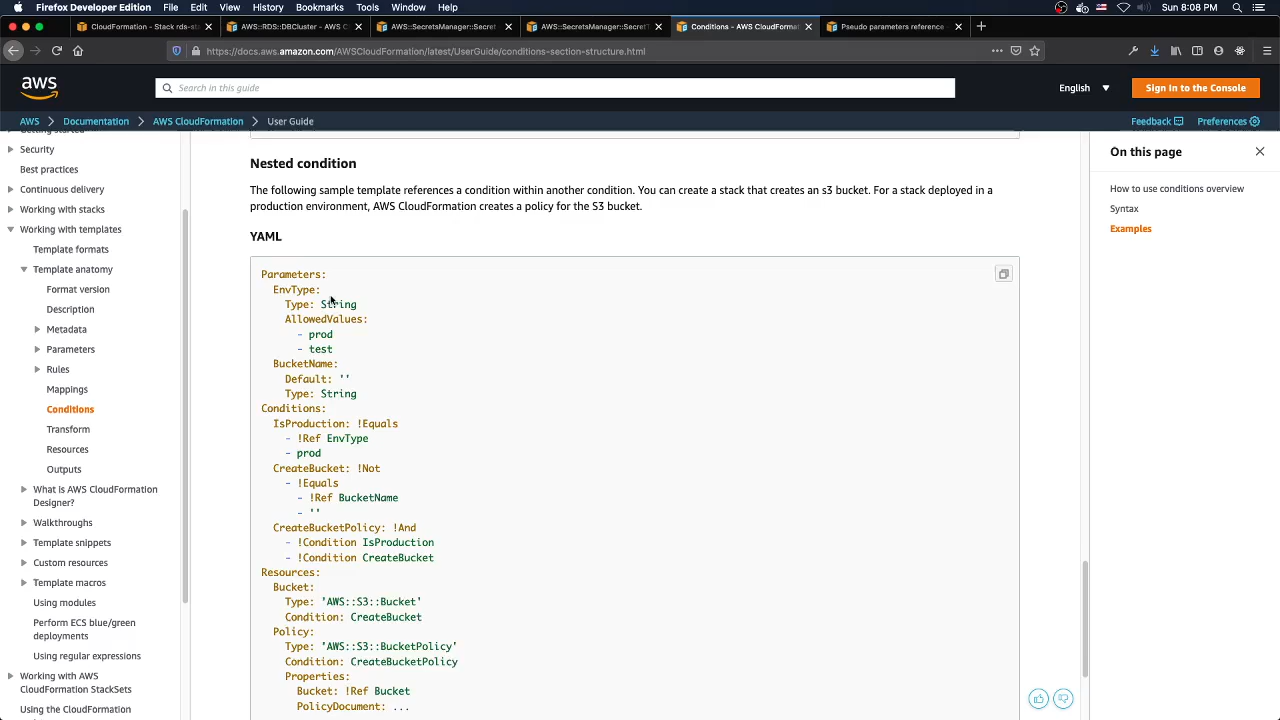 Firefox Developer Edition File Edit View History Bookmarks Tools Window Help Sun 8:08 PM
CloudFormation - Stack rds-s
AWS::RDS::DBCluster - AWS C
AWS::SecretsManager::Secret
AWS::SecretsManager::SecretT
Conditions - AWS CloudFormat
Pseudo parameters reference -
https://docs.aws.amazon.com/AWSCloudFormation/latest/UserGuide/conditions-section-structure.html
aws
Search in this guide
English
Sign in to the Console
AWS > Documentation > AWS CloudFormation > User Guide
Feedback
Preferences
Getting started
Security
Best practices
Continuous delivery
Working with stacks
Working with templates
Template formats
Template anatomy
Format version
Description
Metadata
Parameters
Rules
Mappings
Conditions
Transform
Resources
Outputs
What is AWS CloudFormation
Designer?
Walkthroughs
Template snippets
Custom resources
Template macros
Using modules
Perform ECS blue/green
deployments
Using regular expressions
Working with AWS
CloudFormation StackSets
Using the CloudFormation
Nested condition
The following sample template references a condition within another condition. You can create a stack that creates an s3 bucket. For a stack deployed in a
production environment, AWS CloudFormation creates a policy for the S3 bucket.
YAML
Parameters:
EnvType:
Type: String
AllowedValues:
- prod
- test
BucketName:
Default: ''
Type: String
Conditions:
IsProduction: !Equals
- !Ref EnvType
- prod
CreateBucket: !Not
- !Equals
- !Ref BucketName
- ''
CreateBucketPolicy: !And
- !Condition IsProduction
- !Condition CreateBucket
Resources:
Bucket:
Type: 'AWS::S3::Bucket'
Condition: CreateBucket
Policy:
Type: 'AWS::S3::BucketPolicy'
Condition: CreateBucketPolicy
Properties:
Bucket: !Ref Bucket
PolicyDocument: ...
On this page
How to use conditions overview
Syntax
Examples